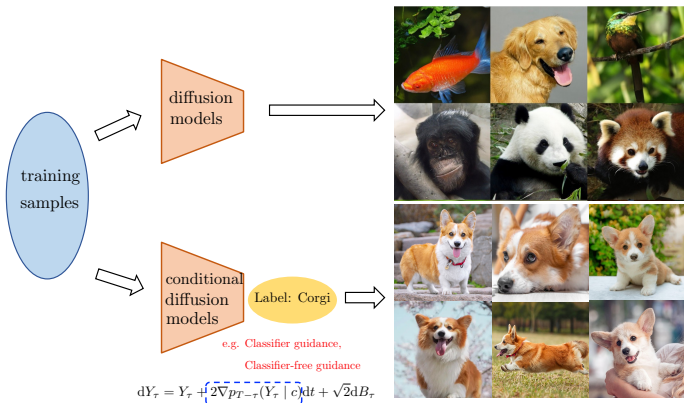 diffusion
models
training
samples
conditional
diffusion
models
Label: Corgi
e.g. Classifier guidance,
Classifier-free guidance
dY_τ = Y_τ + 2∇p_{T−τ}(Y_τ | c)dt + √2dB_τ